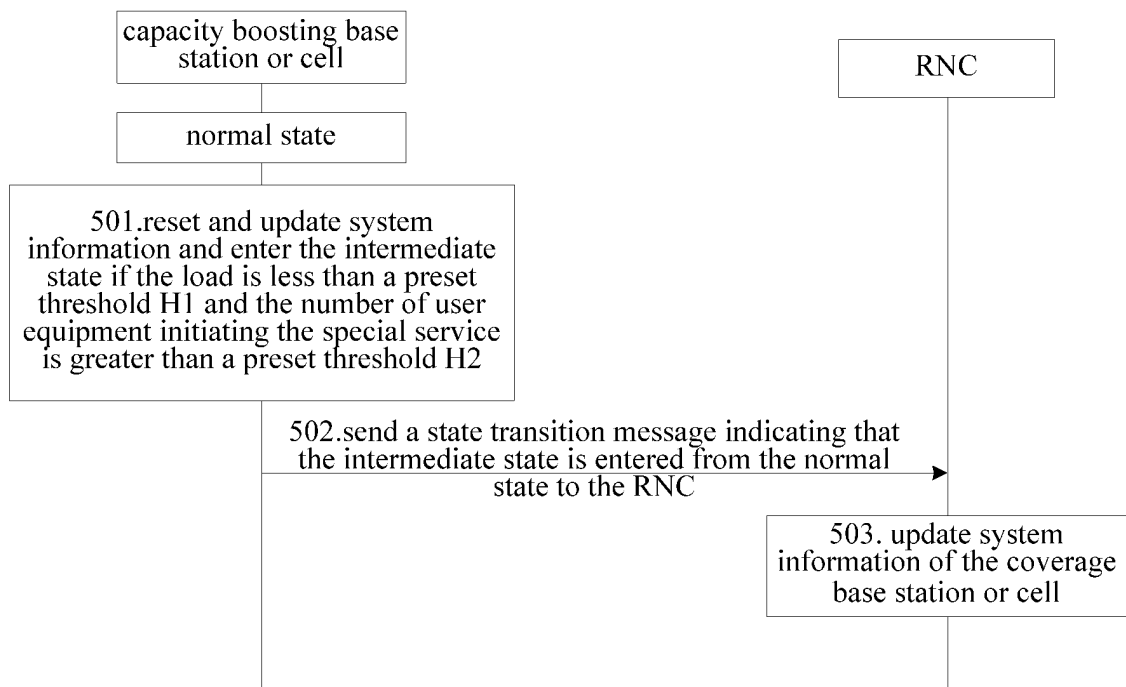 capacity boosting base
station or cell
RNC
normal state
501.reset and update system
information and enter the intermediate
state if the load is less than a preset
threshold H1 and the number of user
equipment initiating the special service
is greater than a preset threshold H2
502.send a state transition message indicating that
the intermediate state is entered from the normal
state to the RNC
503. update system
information of the coverage
base station or cell